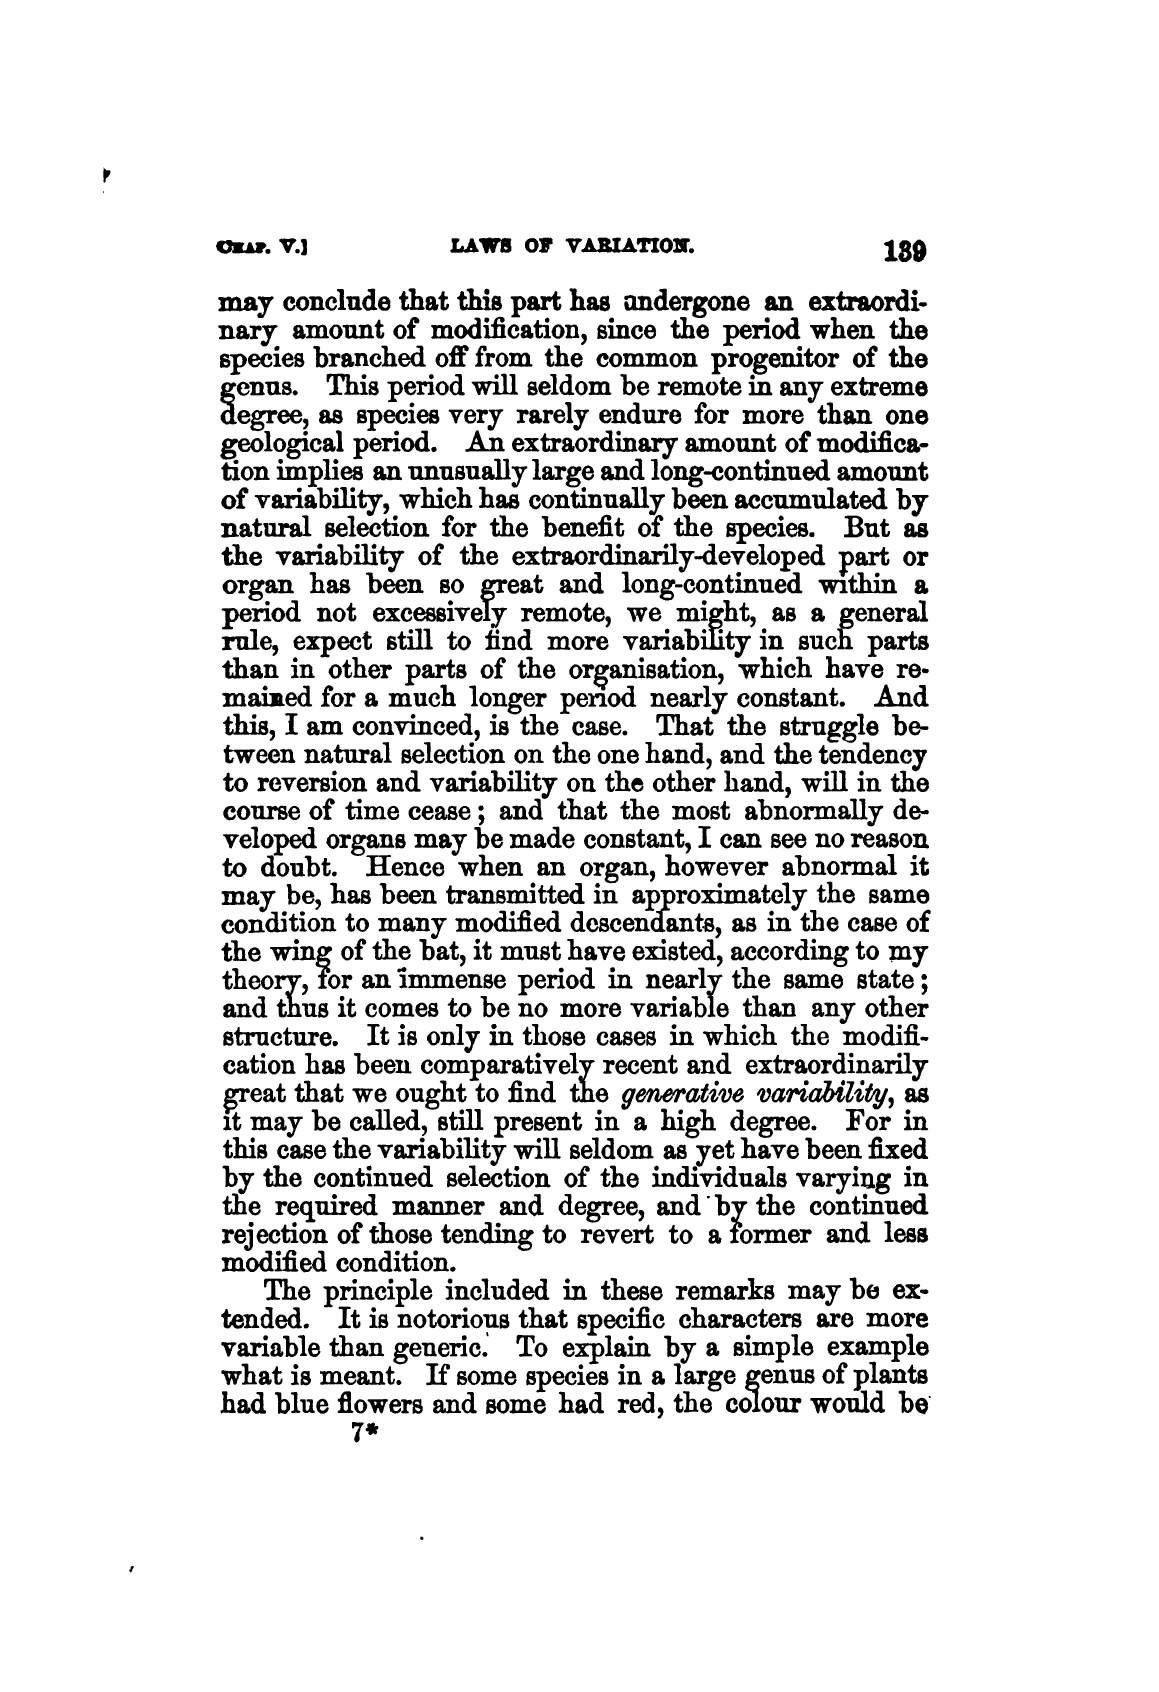 CHAP. V.] LAWS OF VARIATION. 139
may conclude that this part has undergone an extraordi-
nary amount of modification, since the period when the
species branched off from the common progenitor of the
genus. This period will seldom be remote in any extreme
degree, as species very rarely endure for more than one
geological period. An extraordinary amount of modifica-
tion implies an unusually large and long-continued amount
of variability, which has continually been accumulated by
natural selection for the benefit of the species. But as
the variability of the extraordinarily-developed part or
organ has been so great and long-continued within a
period not excessively remote, we might, as a general
rule, expect still to find more variability in such parts
than in other parts of the organisation, which have re-
mained for a much longer period nearly constant. And
this, I am convinced, is the case. That the struggle be-
tween natural selection on the one hand, and the tendency
to reversion and variability on the other hand, will in the
course of time cease; and that the most abnormally de-
veloped organs may be made constant, I can see no reason
to doubt. Hence when an organ, however abnormal it
may be, has been transmitted in approximately the same
condition to many modified descendants, as in the case of
the wing of the bat, it must have existed, according to my
theory, for an immense period in nearly the same state;
and thus it comes to be no more variable than any other
structure. It is only in those cases in which the modifi-
cation has been comparatively recent and extraordinarily
great that we ought to find the generative variability, as
it may be called, still present in a high degree. For in
this case the variability will seldom as yet have been fixed
by the continued selection of the individuals varying in
the required manner and degree, and by the continued
rejection of those tending to revert to a former and less
modified condition.
The principle included in these remarks may be ex-
tended. It is notorious that specific characters are more
variable than generic. To explain by a simple example
what is meant. If some species in a large genus of plants
had blue flowers and some had red, the colour would be
7*